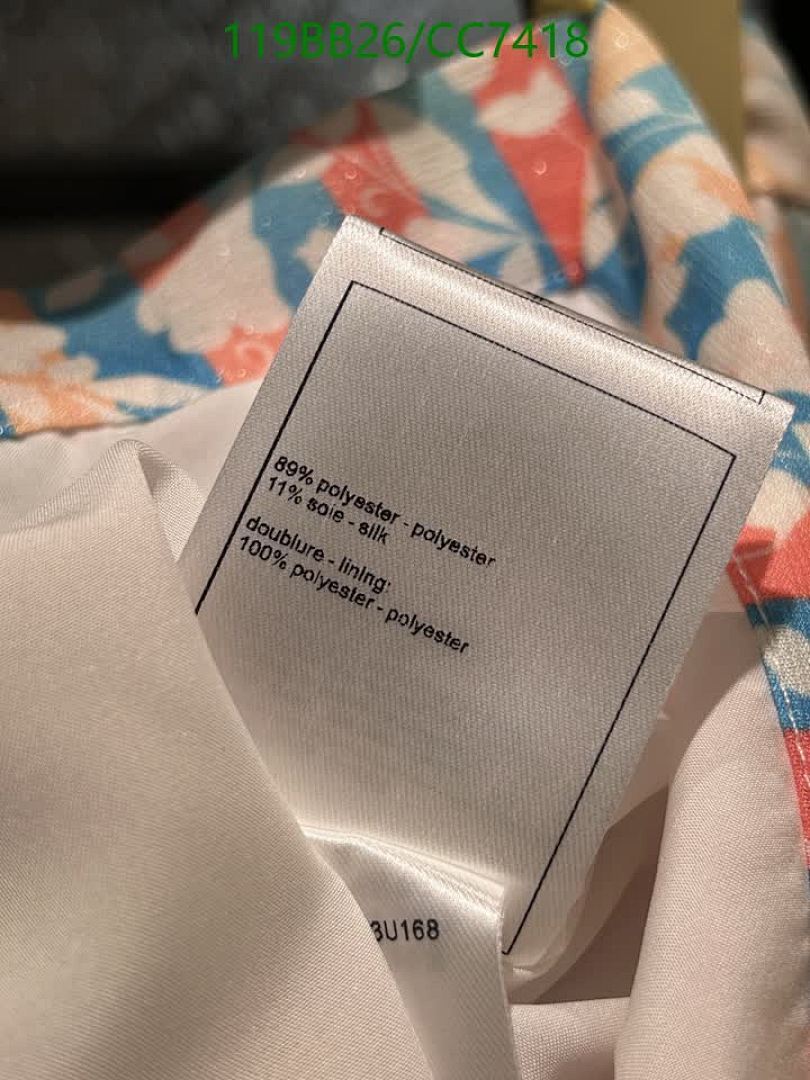 119BB26/CC7418
89% polyester - polyester
11% soie - silk
doublure - lining:
100% polyester - polyester
3U168